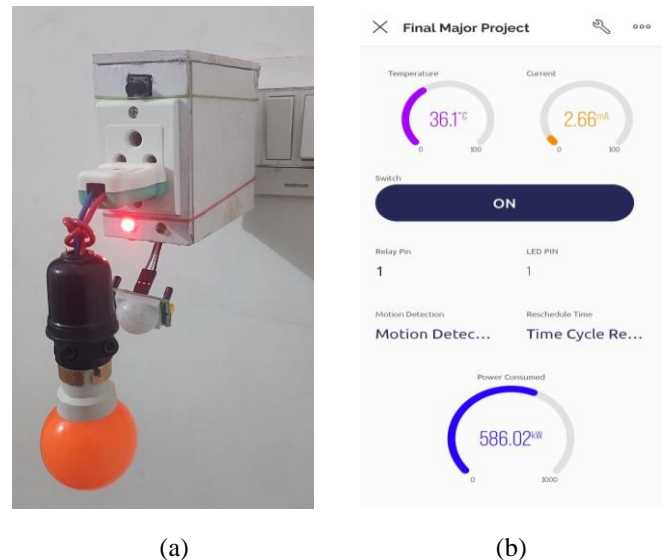 Final Major Project
Temperature
Current
36.1°C
2.66mA
0 100
0 100
Switch
ON
Relay Pin
LED PIN
1
1
Motion Detection
Reschedule Time
Motion Detec...
Time Cycle Re...
Power Consumed
586.02kW
0 1000
(a)
(b)